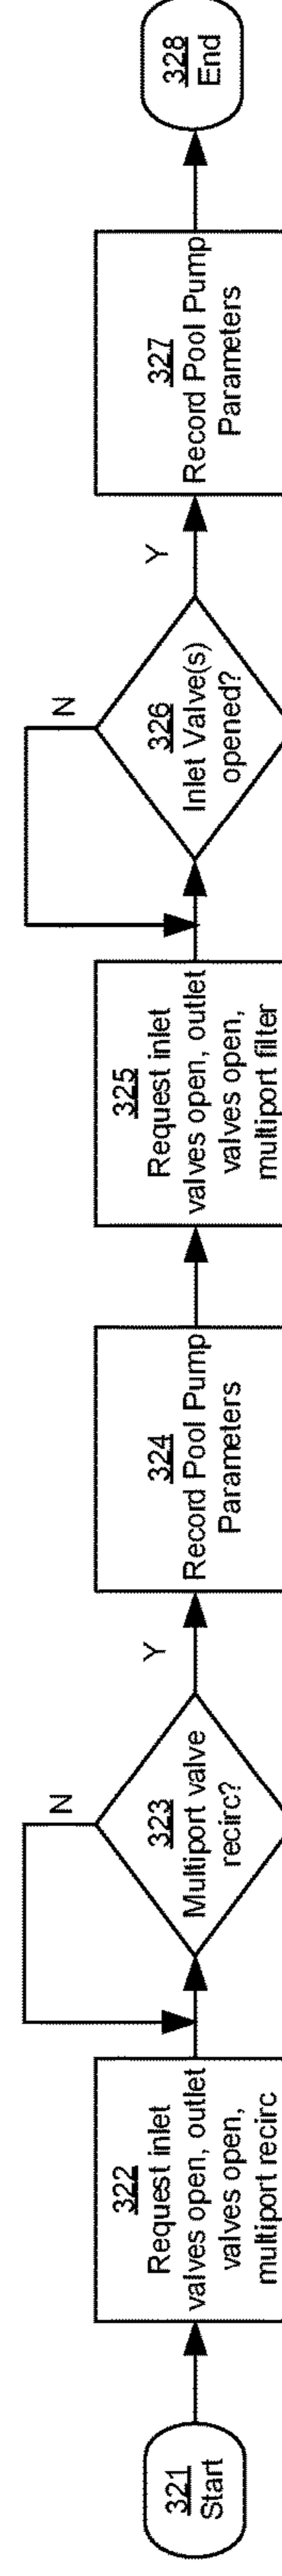 321
Start
322
Request inlet
valves open, outlet
valves open,
multiport recirc
N
323
Multiport valve
recirc?
Y
324
Record Pool Pump
Parameters
325
Request inlet
valves open, outlet
valves open,
multiport filter
N
326
Inlet Valve(s)
opened?
Y
327
Record Pool Pump
Parameters
328
End